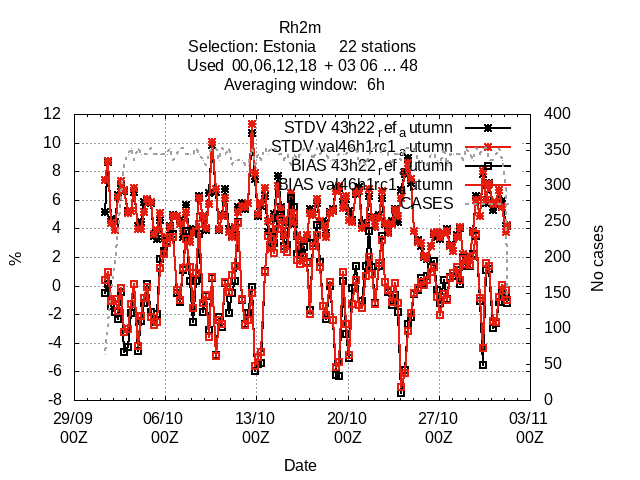 Rh2m
Selection: Estonia 22 stations
Used 00,06,12,18 + 03 06 ... 48
Averaging window: 6h
STDV 43h22_ref_autumn
STDV val46h1rc1_autumn
BIAS 43h22_ref_autumn
BIAS val46h1rc1_autumn
CASES
12
10
8
6
4
2
0
-2
-4
-6
-8
%
400
350
300
250
200
150
100
50
0
No cases
29/09 06/10 13/10 20/10 27/10 03/11
00Z 00Z 00Z 00Z 00Z 00Z
Date